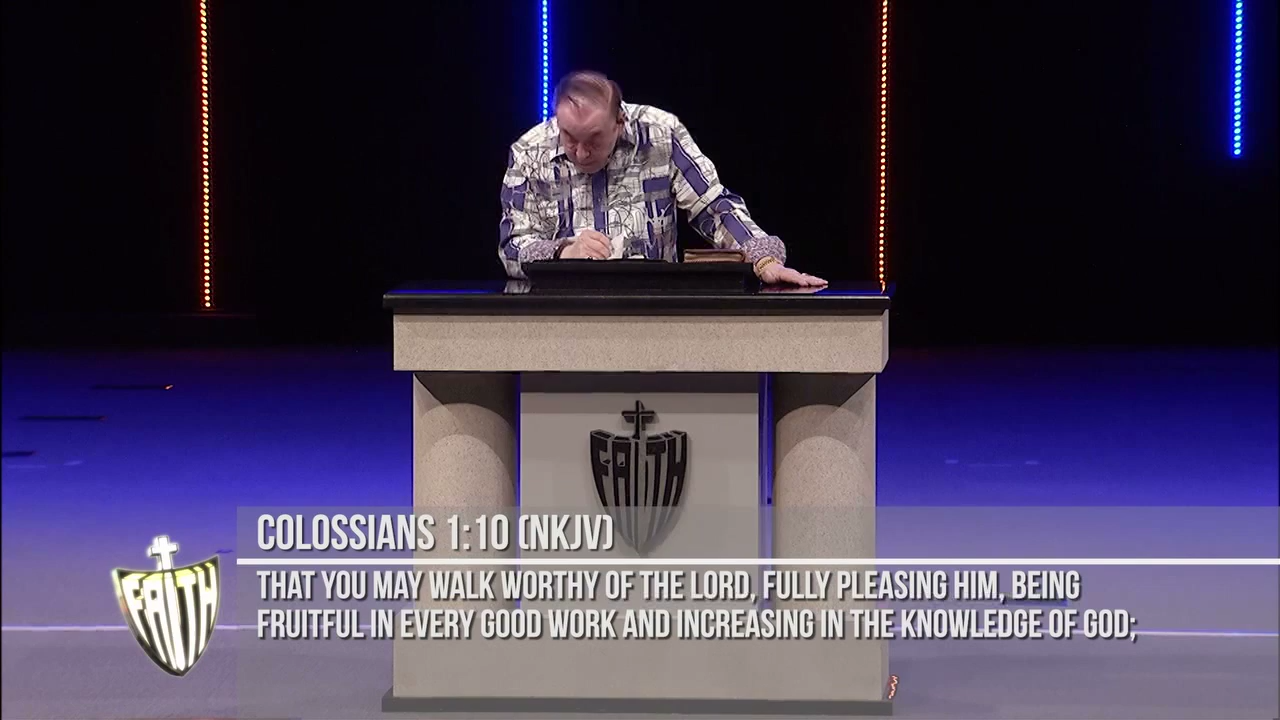 FAITH
COLOSSIANS 1:10 (NKJV)
FAITH
THAT YOU MAY WALK WORTHY OF THE LORD, FULLY PLEASING HIM, BEING
FRUITFUL IN EVERY GOOD WORK AND INCREASING IN THE KNOWLEDGE OF GOD;